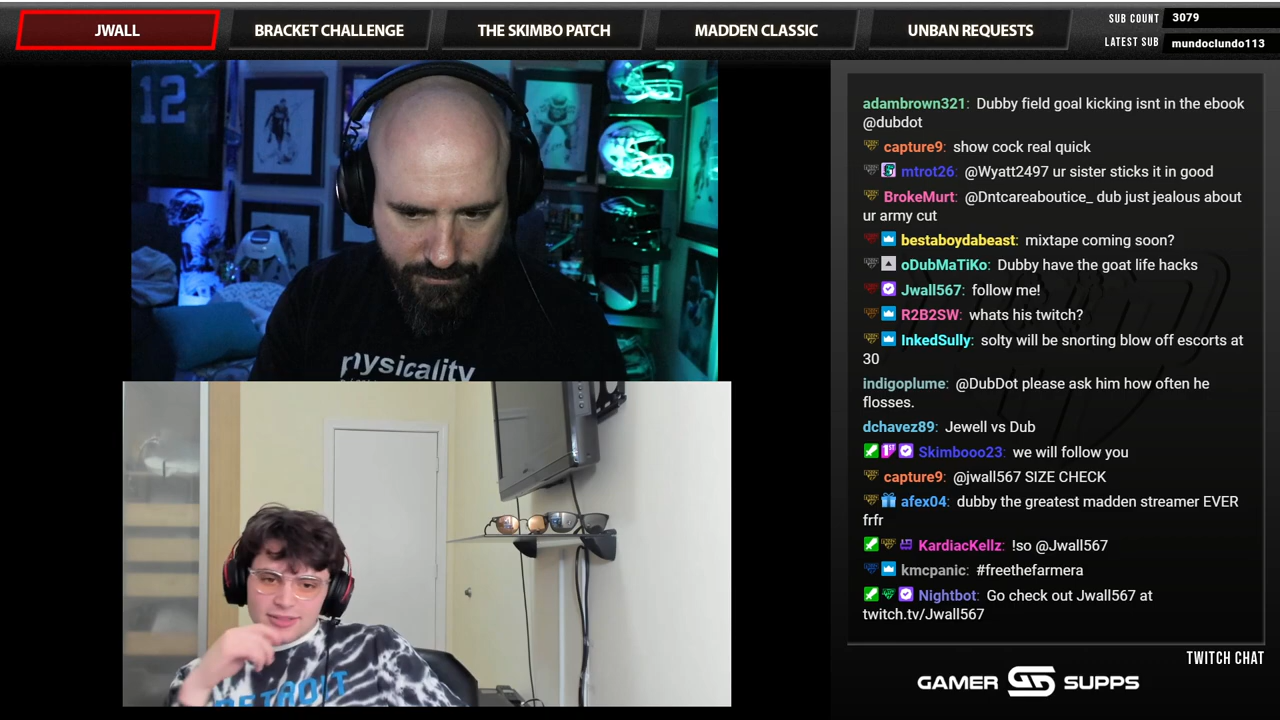 JWALL
BRACKET CHALLENGE
THE SKIMBO PATCH
MADDEN CLASSIC
UNBAN REQUESTS
SUB COUNT 3079
LATEST SUB mundoclundo113
12
physicality
DETROIT
adambrown321: Dubby field goal kicking isnt in the ebook
@dubdot
capture9: show cock real quick
mtrot26: @Wyatt2497 ur sister sticks it in good
BrokeMurt: @Dntcareaboutice_ dub just jealous about
ur army cut
bestaboydabeast: mixtape coming soon?
oDubMaTiKo: Dubby have the goat life hacks
Jwall567: follow me!
R2B2SW: whats his twitch?
InkedSully: solty will be snorting blow off escorts at
30
indigoplume: @DubDot please ask him how often he
flosses.
dchavez89: Jewell vs Dub
Skimbooo23: we will follow you
capture9: @jwall567 SIZE CHECK
afex04: dubby the greatest madden streamer EVER
frfr
KardiacKellz: !so @Jwall567
kmcpanic: #freethefarmera
Nightbot: Go check out Jwall567 at
twitch.tv/Jwall567
TWITCH CHAT
GAMER GG SUPPS